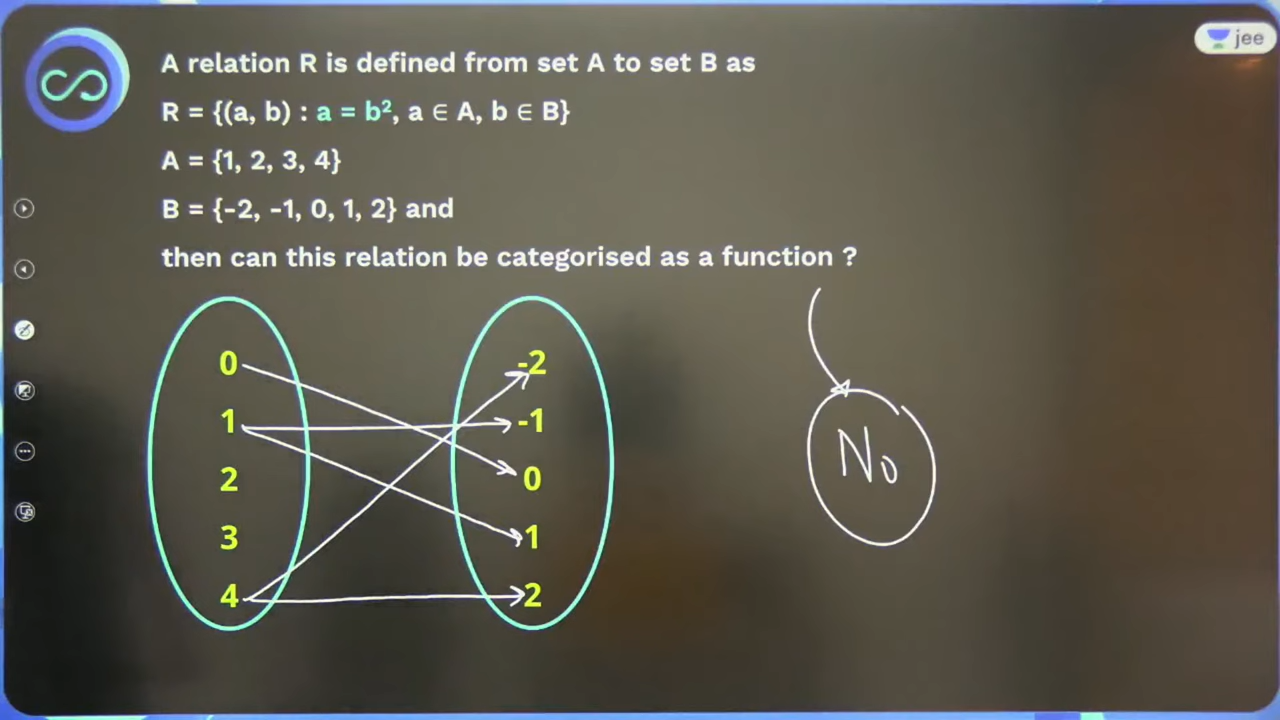 jee
A relation R is defined from set A to set B as
R = {(a, b) : a = b², a ∈ A, b ∈ B}
A = {1, 2, 3, 4}
B = {-2, -1, 0, 1, 2} and
then can this relation be categorised as a function ?
0
1
2
3
4
-2
-1
0
1
2
No